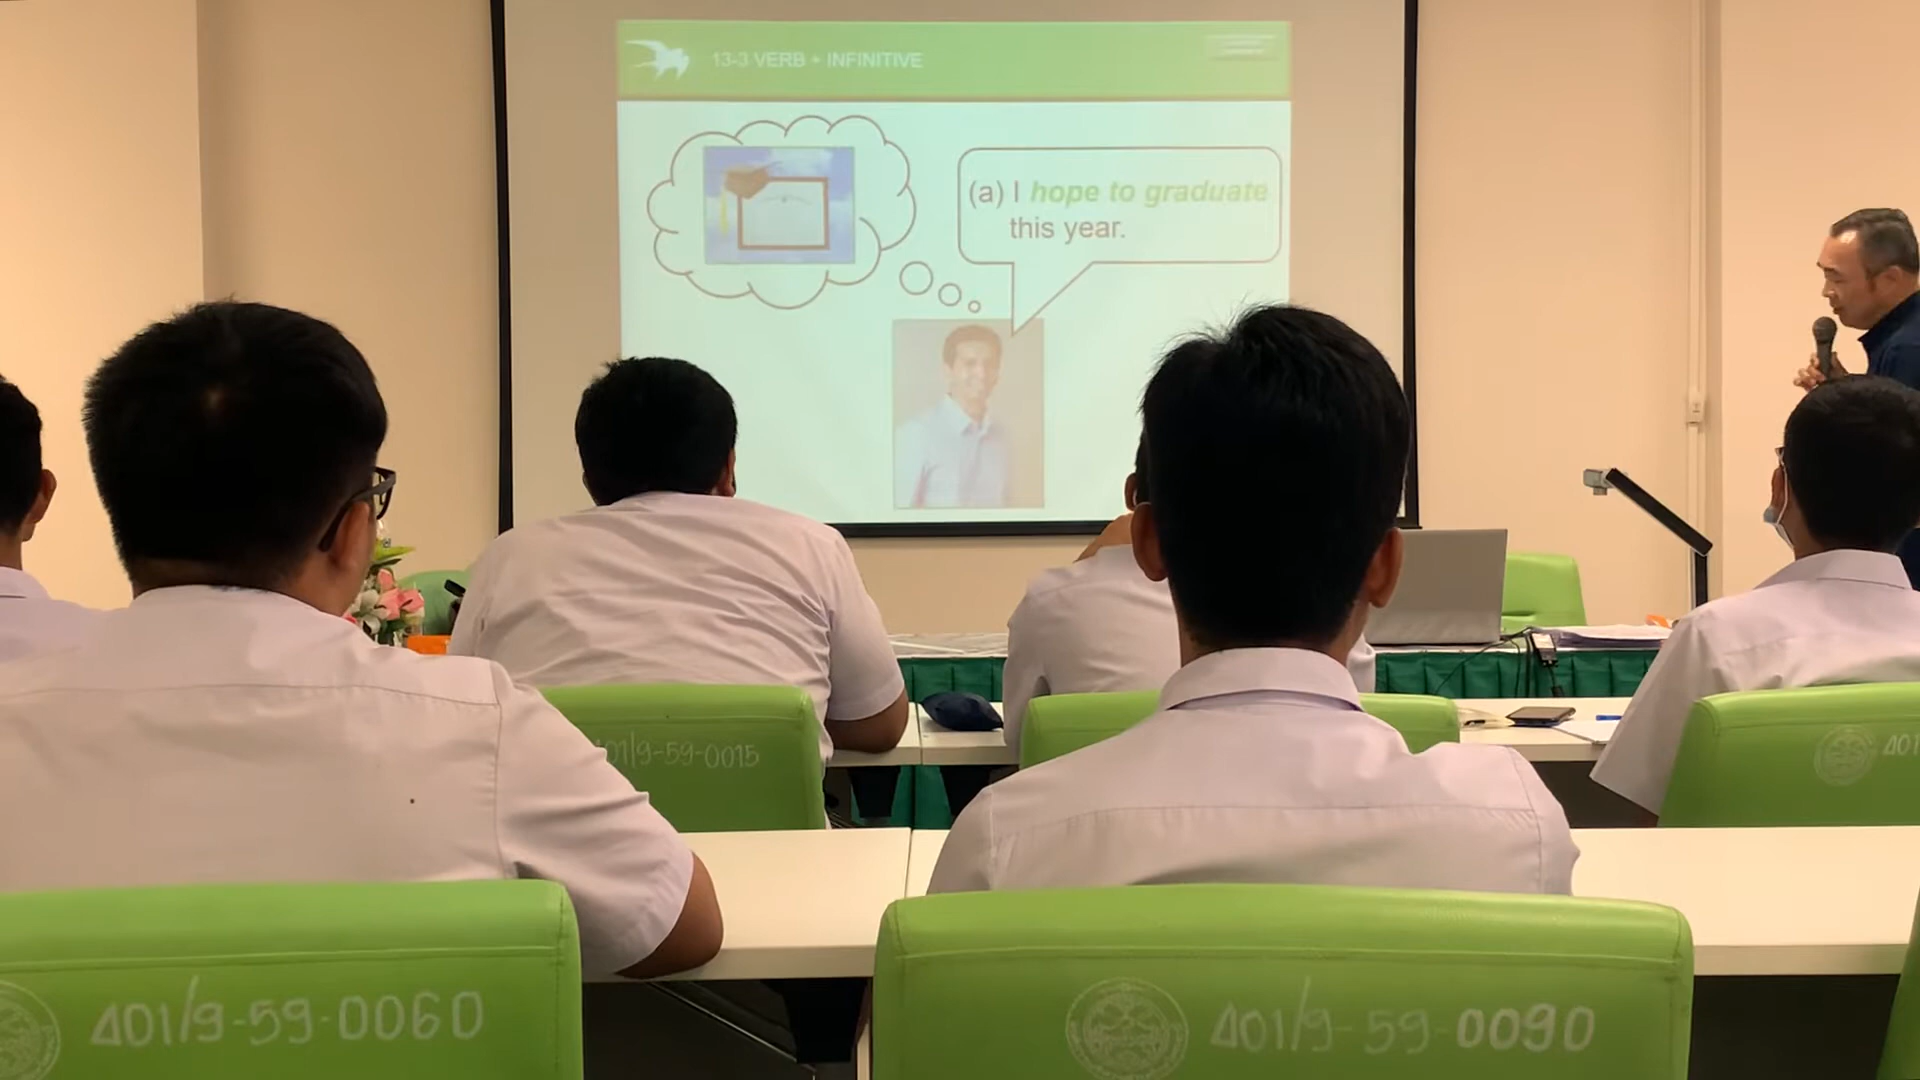 13-3 VERB + INFINITIVE
(a) I hope to graduate
this year.
401/9-59-0015
401
401/9-59-0060
401/9-59-0090